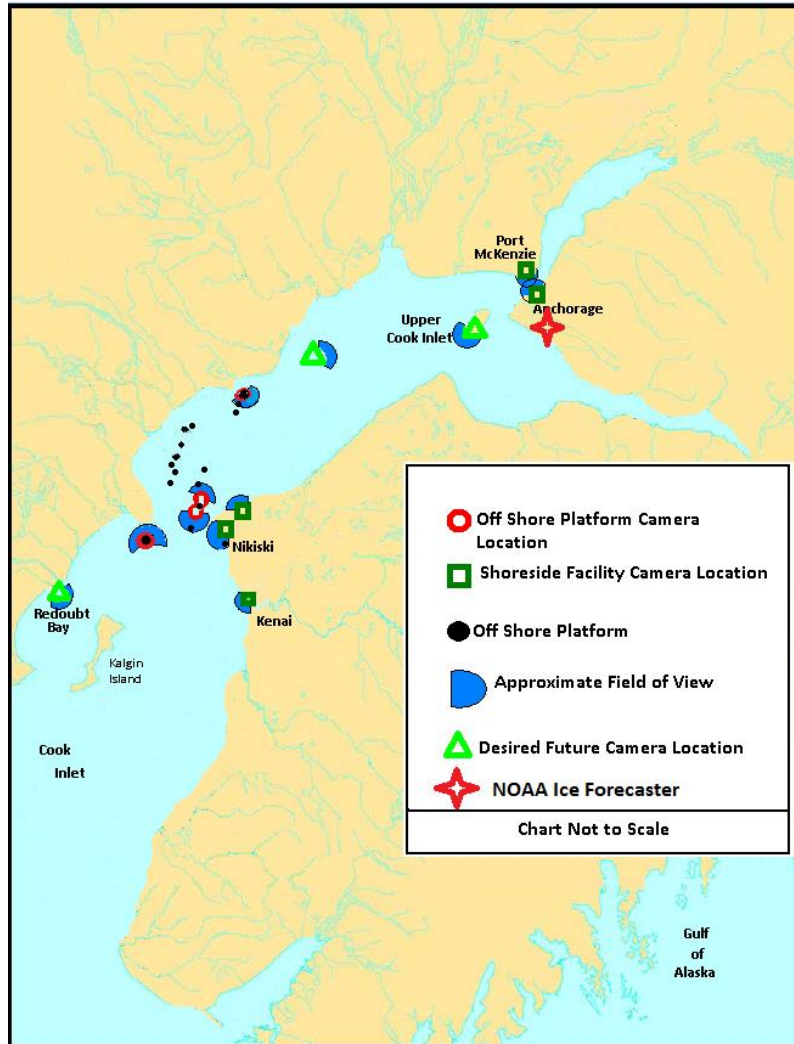 Port
McKenzie
Anchorage
Upper
Cook Inlet
Nikiski
Redoubt
Bay
Kenai
Kalgin
Island
Cook
Inlet
Off Shore Platform Camera
Location
Shoreside Facility Camera Location
Off Shore Platform
Approximate Field of View
Desired Future Camera Location
NOAA Ice Forecaster
Chart Not to Scale
Gulf
of
Alaska